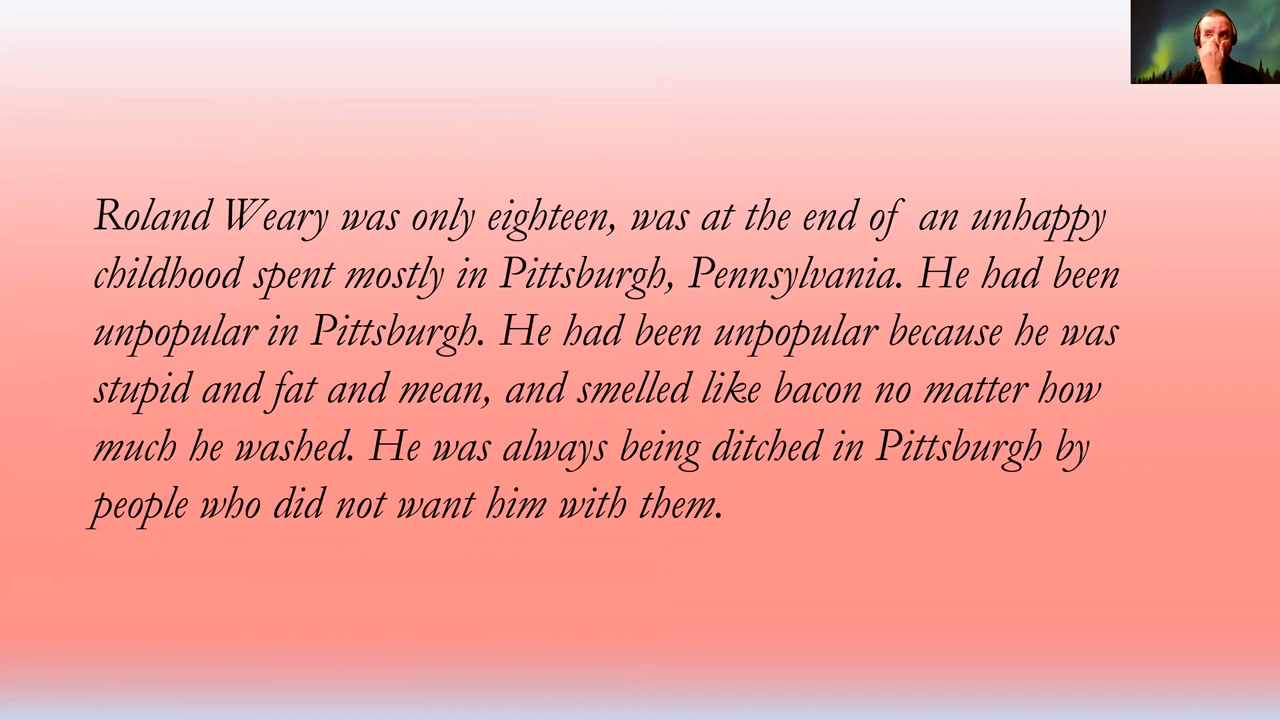 Roland Weary was only eighteen, was at the end of an unhappy
childhood spent mostly in Pittsburgh, Pennsylvania. He had been
unpopular in Pittsburgh. He had been unpopular because he was
stupid and fat and mean, and smelled like bacon no matter how
much he washed. He was always being ditched in Pittsburgh by
people who did not want him with them.